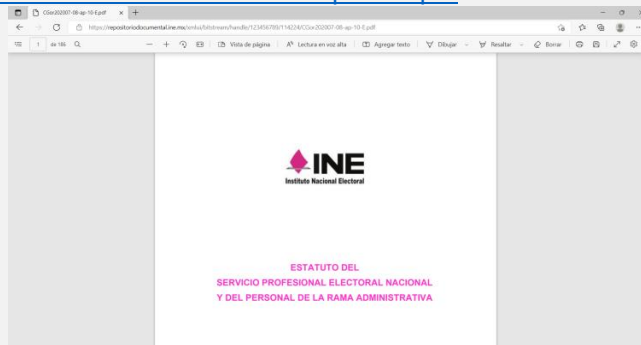 CGor202007-08-ap-10-E.pdf
https://repositoriodocumental.ine.mx/xmlui/bitstream/handle/123456789/114224/CGor202007-08-ap-10-E.pdf
1 de 186 Vista de página Lectura en voz alta Agregar texto Dibujar Resaltar Borrar
INE
Instituto Nacional Electoral
ESTATUTO DEL
SERVICIO PROFESIONAL ELECTORAL NACIONAL
Y DEL PERSONAL DE LA RAMA ADMINISTRATIVA